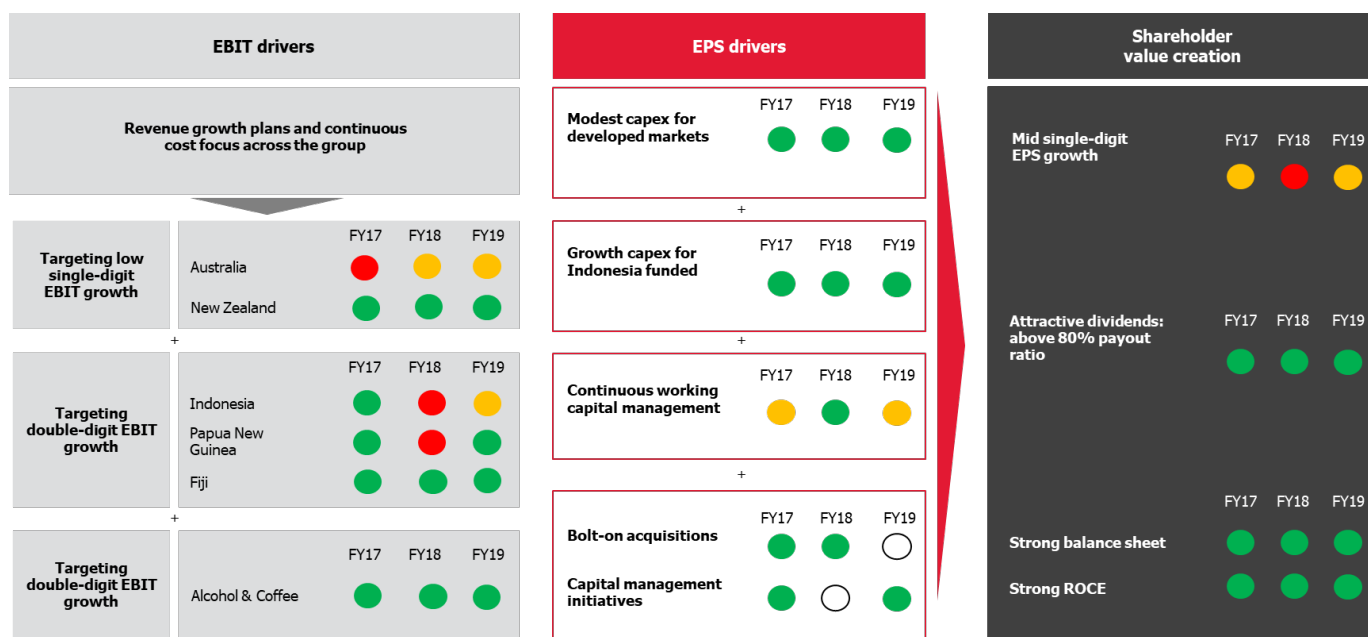 EBIT drivers
Revenue growth plans and continuous
cost focus across the group
Targeting low
single-digit
EBIT growth
FY17 FY18 FY19
Australia
New Zealand
+
Targeting
double-digit EBIT
growth
FY17 FY18 FY19
Indonesia
Papua New
Guinea
Fiji
+
Targeting
double-digit EBIT
growth
FY17 FY18 FY19
Alcohol & Coffee
EPS drivers
Modest capex for
developed markets
FY17 FY18 FY19
+
Growth capex for
Indonesia funded
FY17 FY18 FY19
+
Continuous working
capital management
FY17 FY18 FY19
+
FY17 FY18 FY19
Bolt-on acquisitions
Capital management
initiatives
Shareholder
value creation
Mid single-digit
EPS growth
FY17 FY18 FY19
Attractive dividends:
above 80% payout
ratio
FY17 FY18 FY19
FY17 FY18 FY19
Strong balance sheet
Strong ROCE